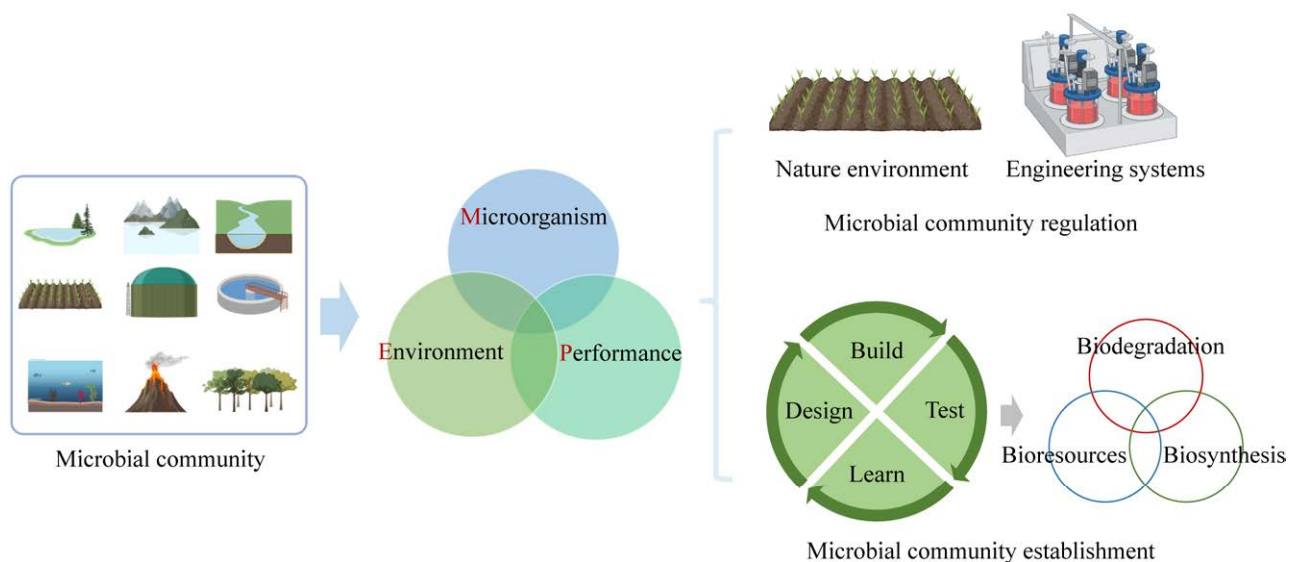 Microbial community
Microorganism
Environment
Performance
Nature environment
Engineering systems
Microbial community regulation
Build
Design
Test
Learn
Biodegradation
Bioresources
Biosynthesis
Microbial community establishment